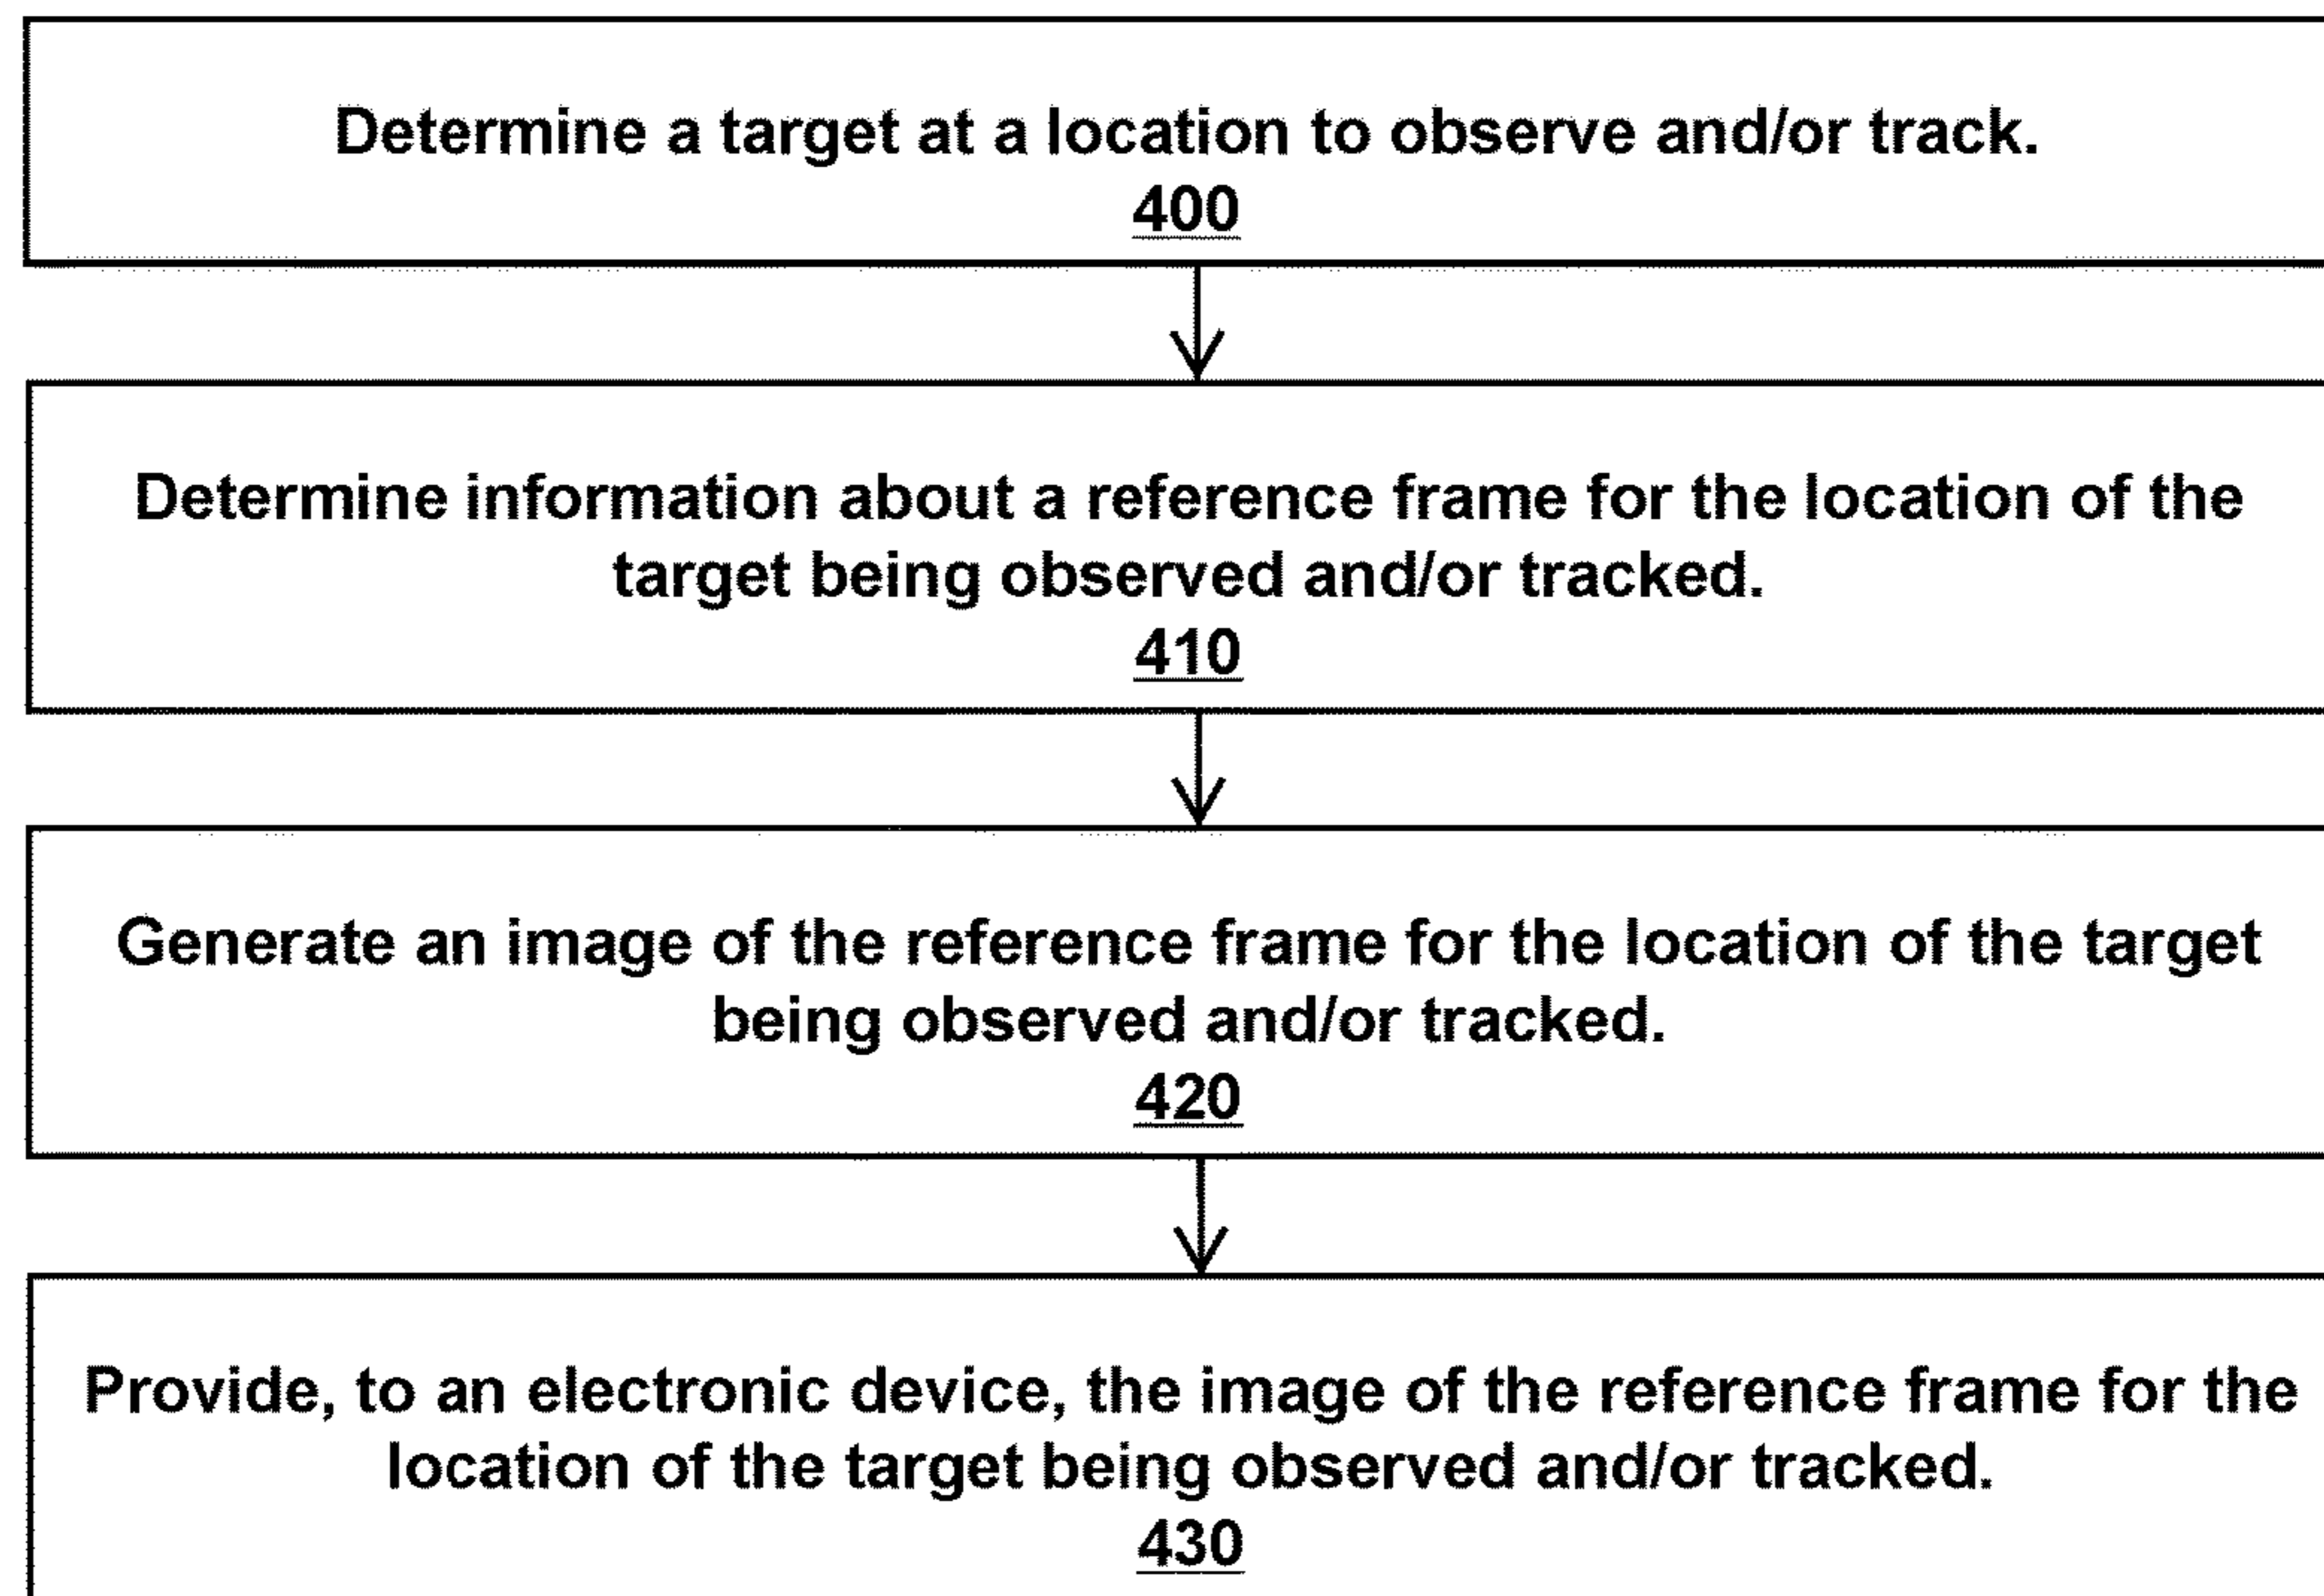 Determine a target at a location to observe and/or track.
400
Determine information about a reference frame for the location of the
target being observed and/or tracked.
410
Generate an image of the reference frame for the location of the target
being observed and/or tracked.
420
Provide, to an electronic device, the image of the reference frame for the
location of the target being observed and/or tracked.
430